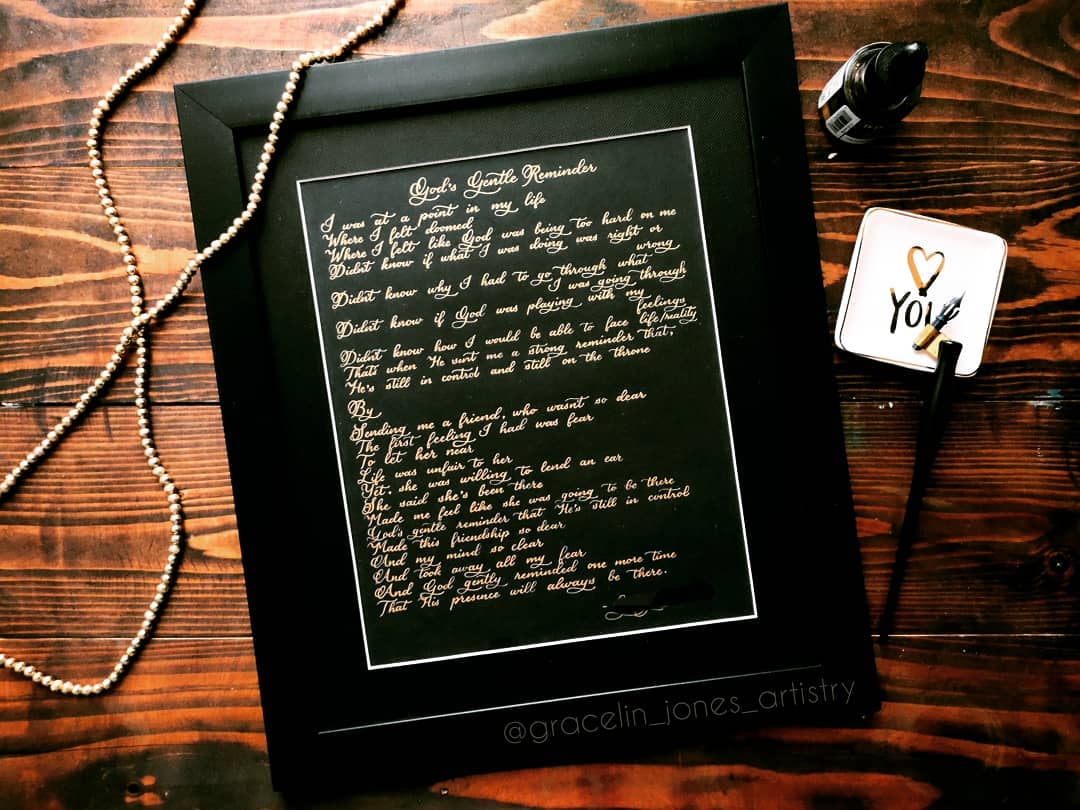 God's Gentle Reminder
I was at a point in my life
Where I felt doomed
Where I felt like God was being too hard on me
Didnt know if what I was doing was right or
wrong
Didnt know why I had to go through what
I was going through
Didnt know if God was playing with my
feelings
Didnt know how I would be able to face life/reality
Thats when He sent me a strong reminder that,
He's still in control and still on the throne
By
Sending me a friend, who wasnt so dear
The first feeling I had was fear
To let her near
Life was unfair to her
Yet, she was willing to lend an ear
She said she's been there
Made me feel like she was going to be there
God's gentle reminder that He's still in control
Made this friendship so dear
And my mind so clear
And took away all my fear
And God gently reminded one more time
That His presence will always be there.
YOU
@gracelin_jones_artistry